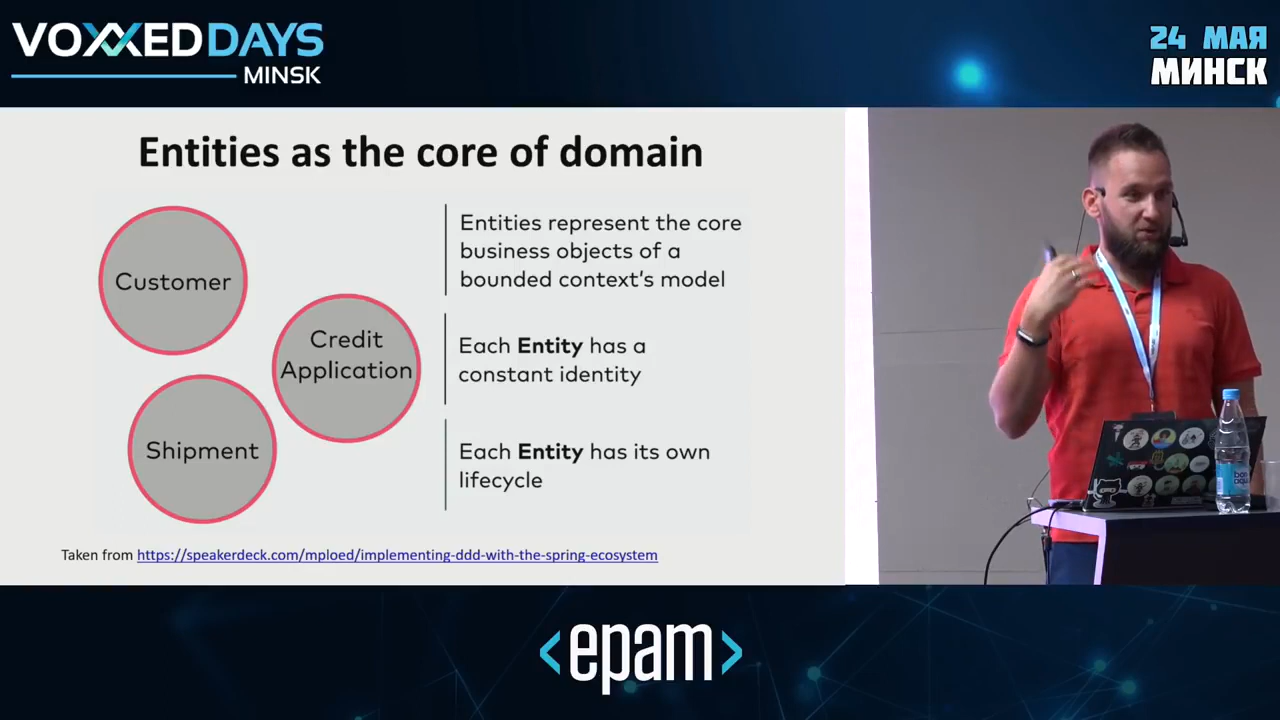 VOXXEDDAYS
MINSK
24 МАЯ
МИНСК
Entities as the core of domain
Customer
Credit
Application
Shipment
Entities represent the core
business objects of a
bounded context's model
Each Entity has a
constant identity
Each Entity has its own
lifecycle
Taken from https://speakerdeck.com/mploed/implementing-ddd-with-the-spring-ecosystem
<epam>